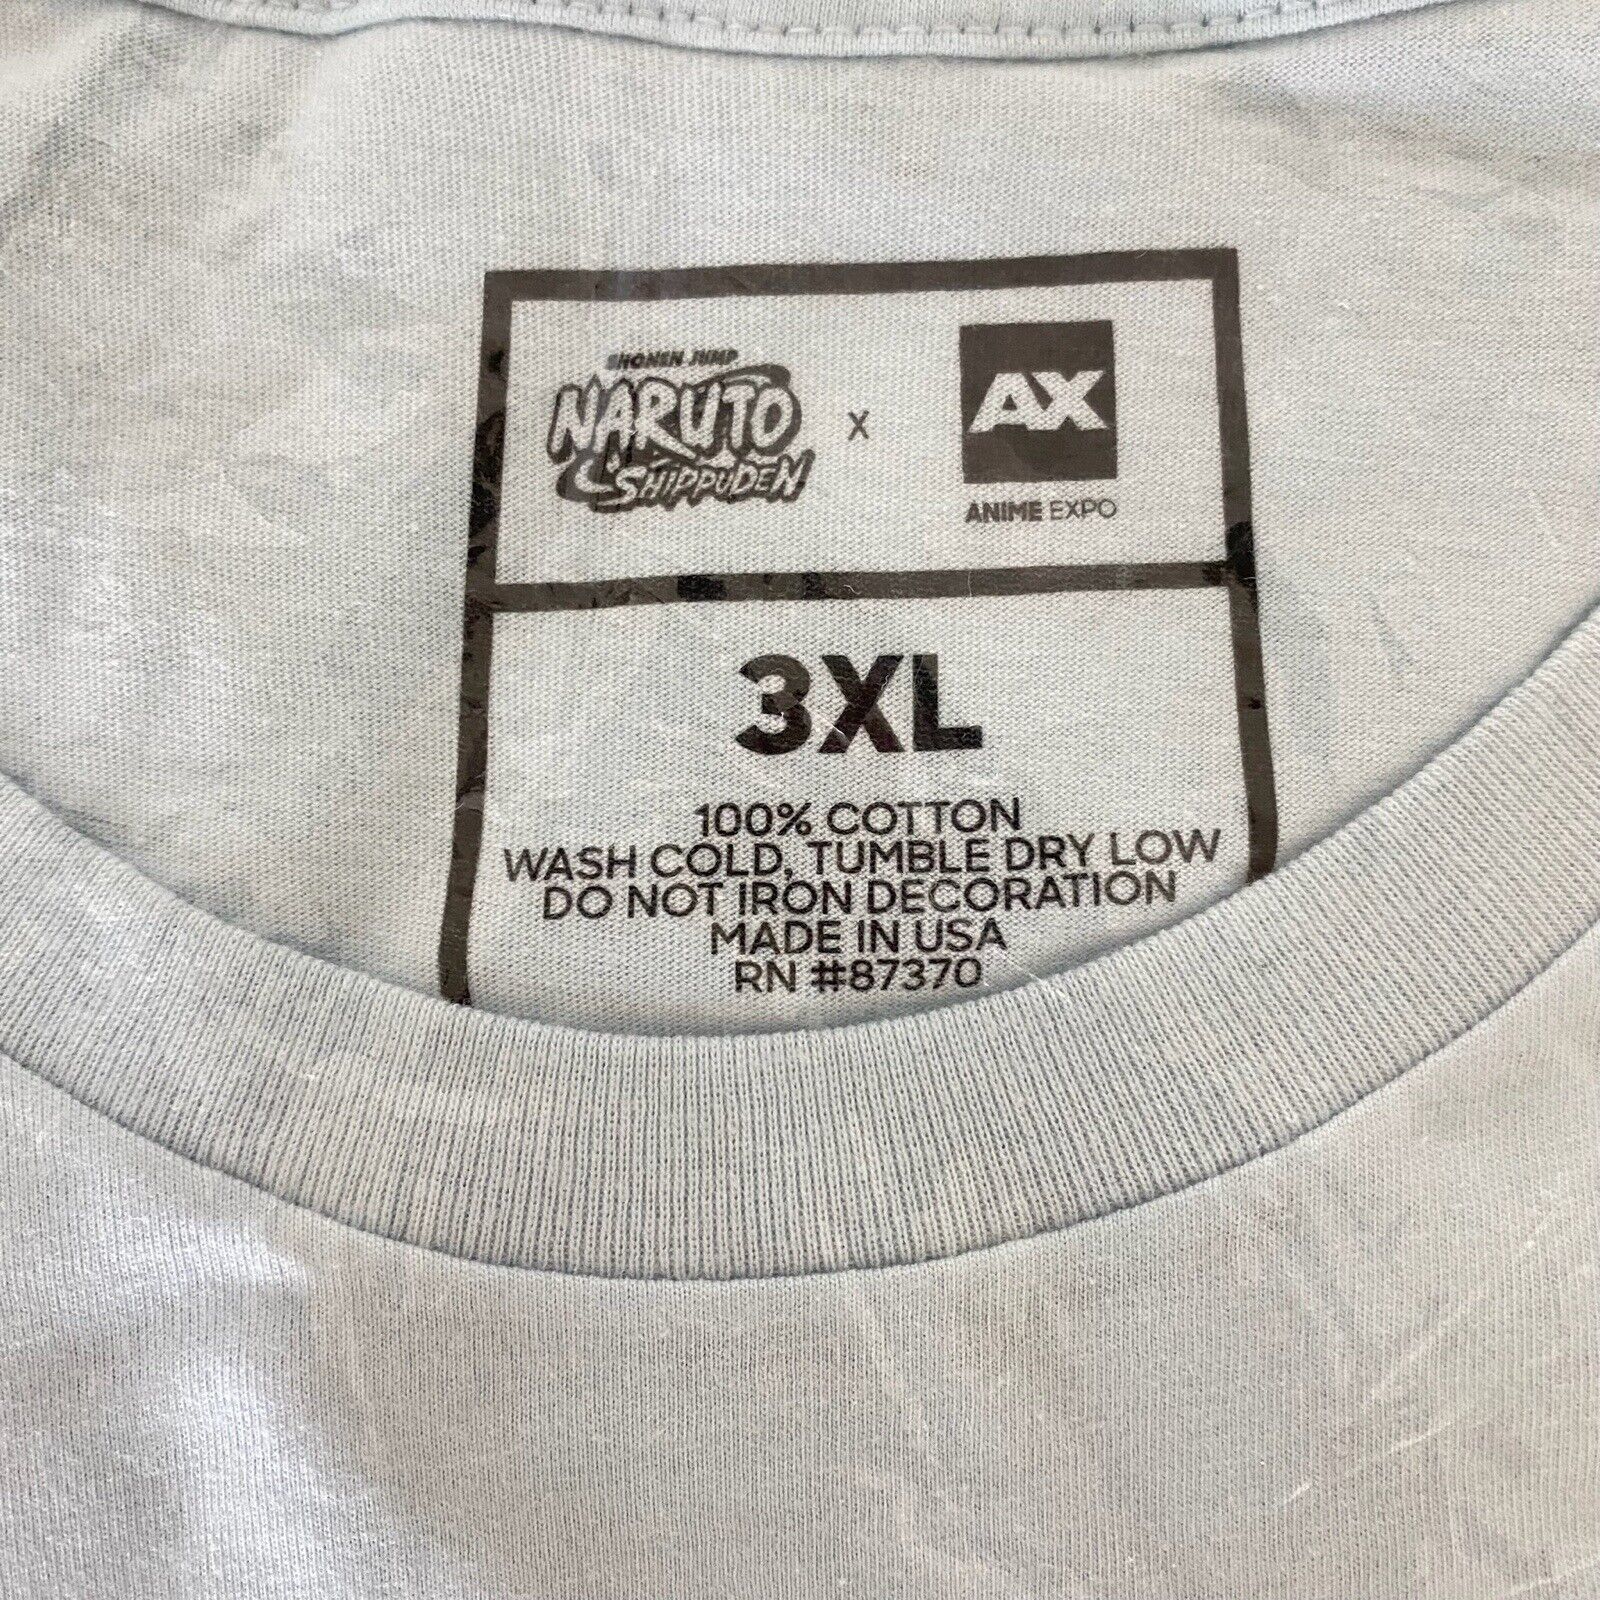 SHONEN JUMP
NARUTO
SHIPPUDEN
X
AX
ANIME EXPO
3XL
100% COTTON
WASH COLD, TUMBLE DRY LOW
DO NOT IRON DECORATION
MADE IN USA
RN #87370